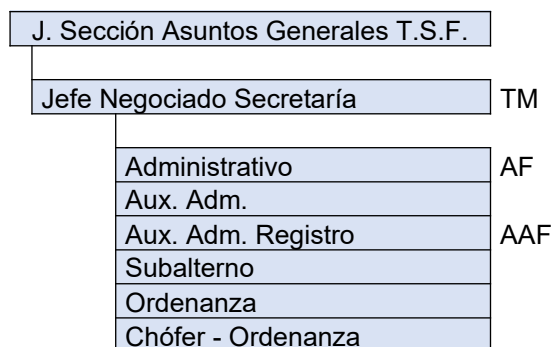 J. Sección Asuntos Generales T.S.F.
Jefe Negociado Secretaría TM
Administrativo AF
Aux. Adm.
Aux. Adm. Registro AAF
Subalterno
Ordenanza
Chófer - Ordenanza